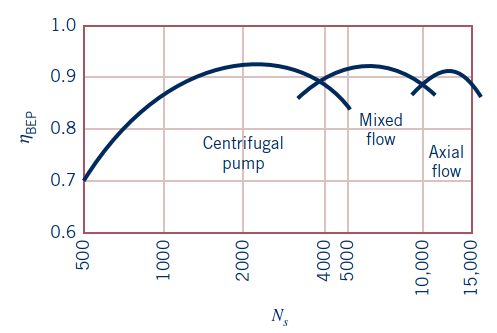 1.0
0.9
0.8
0.7
0.6
ηBEP
Centrifugal
pump
Mixed
flow
Axial
flow
500
1000
2000
4000
5000
10,000
15,000
Ns